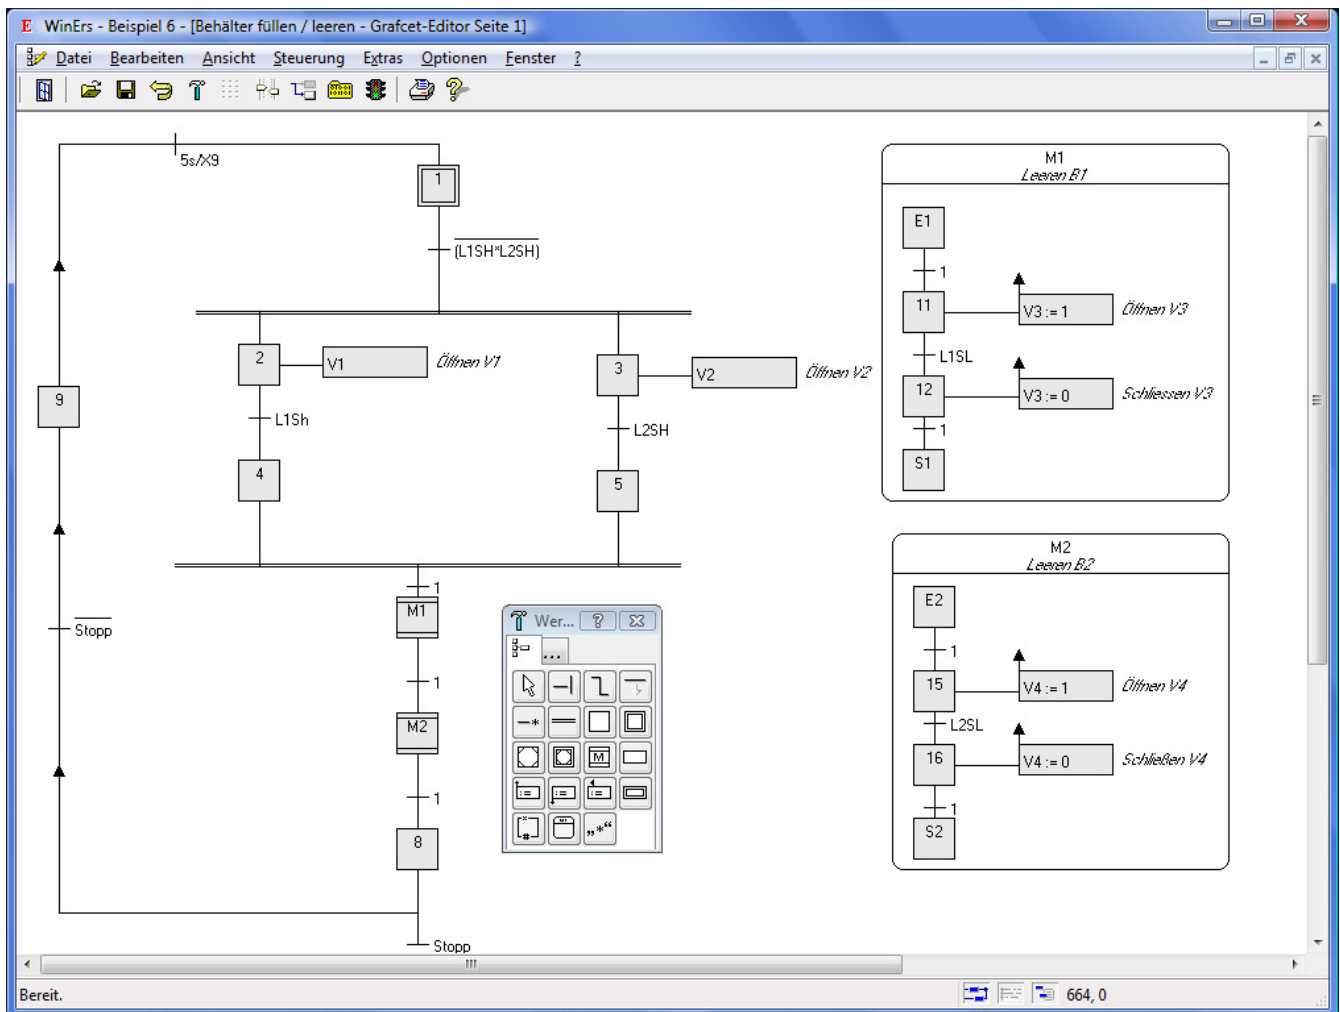 E WinErs - Beispiel 6 - [Behälter füllen / leeren - Grafcet-Editor Seite 1]
Datei Bearbeiten Ansicht Steuerung Extras Optionen Fenster ?
5s/X9
1
(L1SH*L2SH)
2
V1
Öffnen V1
3
V2
Öffnen V2
9
L1Sh
L2SH
4
5
1
M1
Stopp
1
M2
1
8
Stopp
M1
Leeren B1
E1
1
11
V3 := 1
Öffnen V3
L1SL
12
V3 := 0
Schliessen V3
1
S1
M2
Leeren B2
E2
1
15
V4 := 1
Öffnen V4
L2SL
16
V4 := 0
Schließen V4
1
S2
Wer... ?
...
M
„*“
Bereit.
664, 0